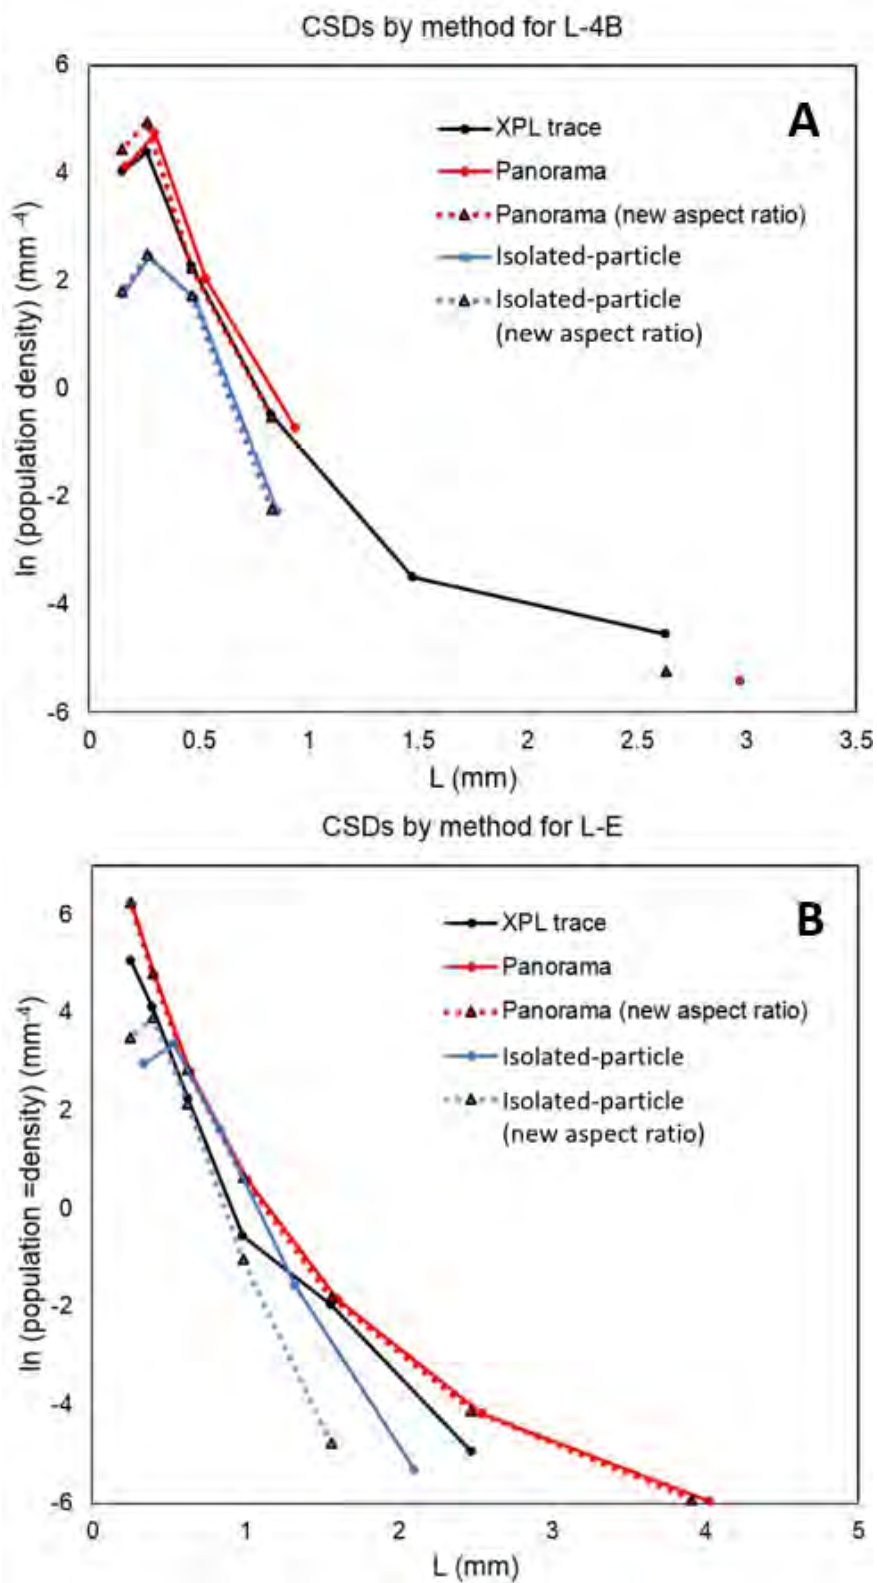 CSDs by method for L-4B
A
XPL trace
Panorama
Panorama (new aspect ratio)
Isolated-particle
Isolated-particle
(new aspect ratio)
ln (population density) (mm ⁻⁴)
6
4
2
0
-2
-4
-6
0 0.5 1 1.5 2 2.5 3 3.5
L (mm)
CSDs by method for L-E
B
XPL trace
Panorama
Panorama (new aspect ratio)
Isolated-particle
Isolated-particle
(new aspect ratio)
ln (population =density) (mm⁻⁴)
6
4
2
0
-2
-4
-6
0 1 2 3 4 5
L (mm)